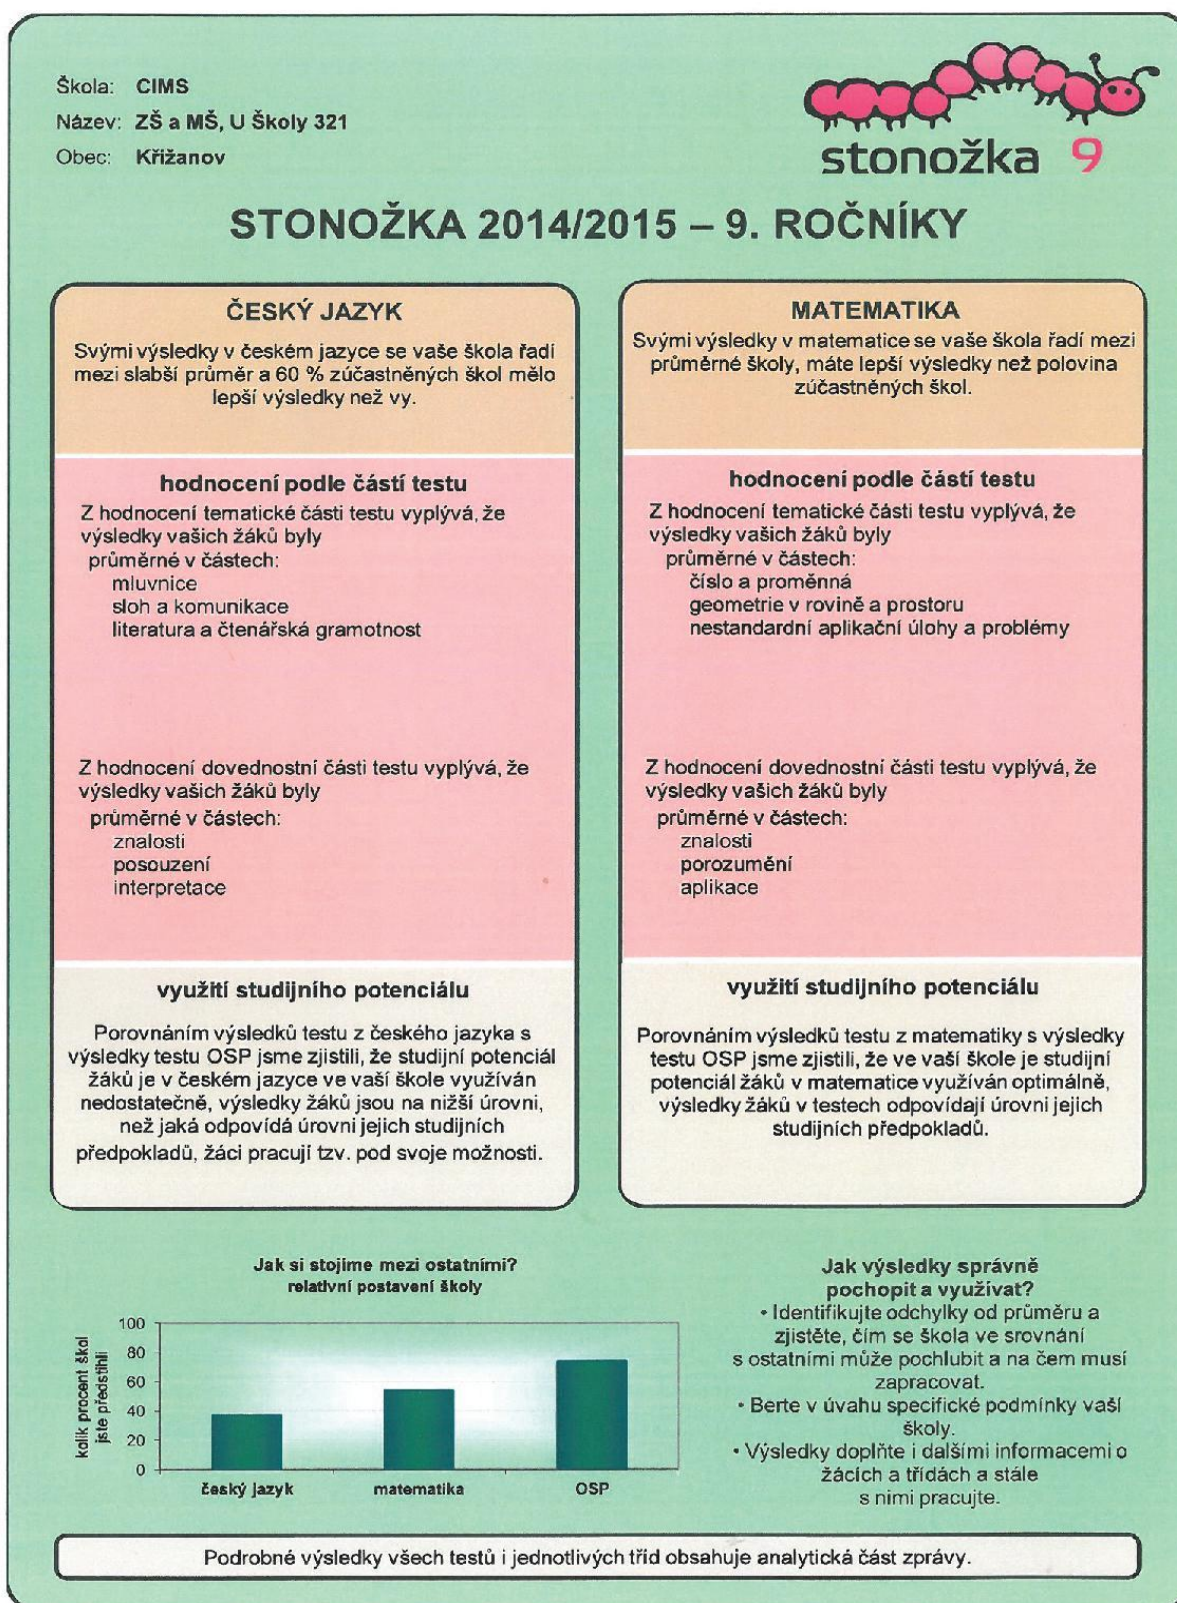 Škola: CIMS
Název: ZŠ a MŠ, U Školy 321
Obec: Křižanov
stonožka 9
STONOŽKA 2014/2015 – 9. ROČNÍKY
ČESKÝ JAZYK
Svými výsledky v českém jazyce se vaše škola řadí
mezi slabší průměr a 60 % zúčastněných škol mělo
lepší výsledky než vy.
hodnocení podle částí testu
Z hodnocení tematické části testu vyplývá, že
výsledky vašich žáků byly
průměrné v částech:
mluvnice
sloh a komunikace
literatura a čtenářská gramotnost
Z hodnocení dovednostní části testu vyplývá, že
výsledky vašich žáků byly
průměrné v částech:
znalosti
posouzení
interpretace
využití studijního potenciálu
Porovnáním výsledků testu z českého jazyka s
výsledky testu OSP jsme zjistili, že studijní potenciál
žáků je v českém jazyce ve vaší škole využíván
nedostatečně, výsledky žáků jsou na nižší úrovni,
než jaká odpovídá úrovni jejich studijních
předpokladů, žáci pracují tzv. pod svoje možnosti.
MATEMATIKA
Svými výsledky v matematice se vaše škola řadí mezi
průměrné školy, máte lepší výsledky než polovina
zúčastněných škol.
hodnocení podle částí testu
Z hodnocení tematické části testu vyplývá, že
výsledky vašich žáků byly
průměrné v částech:
číslo a proměnná
geometrie v rovině a prostoru
nestandardní aplikační úlohy a problémy
Z hodnocení dovednostní části testu vyplývá, že
výsledky vašich žáků byly
průměrné v částech:
znalosti
porozumění
aplikace
využití studijního potenciálu
Porovnáním výsledků testu z matematiky s výsledky
testu OSP jsme zjistili, že ve vaší škole je studijní
potenciál žáků v matematice využíván optimálně,
výsledky žáků v testech odpovídají úrovni jejich
studijních předpokladů.
Jak si stojíme mezi ostatními?
relativní postavení školy
kolik procent škol
jste předstihli
100
80
60
40
20
0
český jazyk matematika OSP
Jak výsledky správně
pochopit a využívat?
• Identifikujte odchylky od průměru a
zjistěte, čím se škola ve srovnání
s ostatními může pochlubit a na čem musí
zapracovat.
• Berte v úvahu specifické podmínky vaší
školy.
• Výsledky doplňte i dalšími informacemi o
žácích a třídách a stále
s nimi pracujte.
Podrobné výsledky všech testů i jednotlivých tříd obsahuje analytická část zprávy.